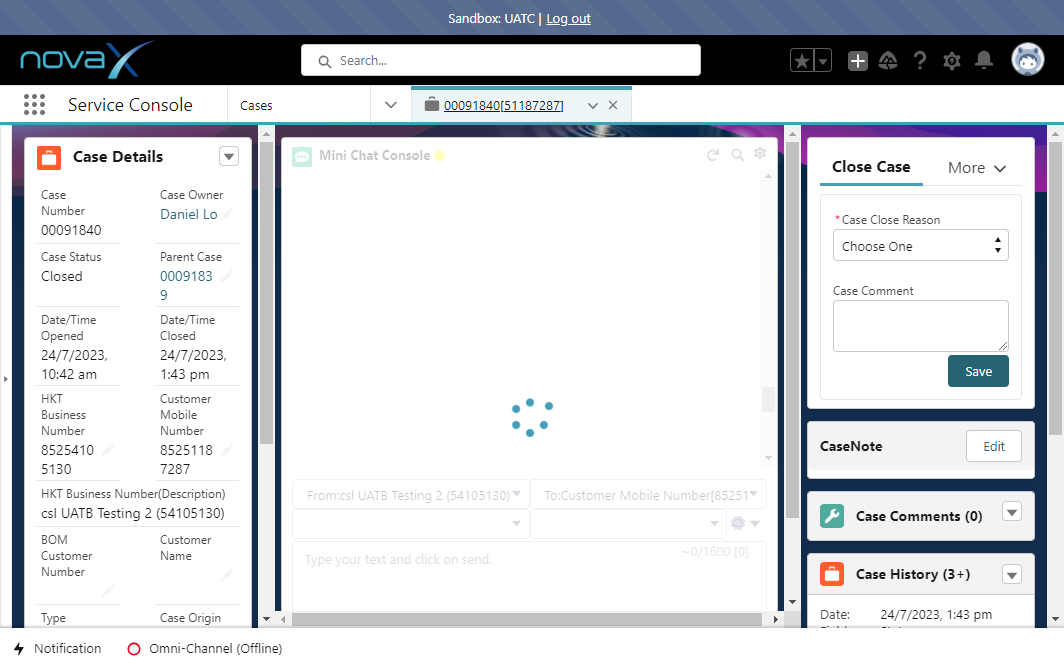 Sandbox: UATC | Log out
novaX
Search...
Service Console
Cases
00091840[51187287]
Case Details
Case
Number
00091840
Case Owner
Daniel Lo
Case Status
Closed
Parent Case
0009183
9
Date/Time
Opened
24/7/2023,
10:42 am
Date/Time
Closed
24/7/2023,
1:43 pm
HKT
Business
Number
8525410
5130
Customer
Mobile
Number
8525118
7287
HKT Business Number(Description)
csl UATB Testing 2 (54105130)
BOM
Customer
Number
Customer
Name
Type
Case Origin
Mini Chat Console
From:csl UATB Testing 2 (54105130)
To:Customer Mobile Number[85251
~0/1600 [0]
Type your text and click on send.
Close Case
More
*Case Close Reason
Choose One
Case Comment
Save
CaseNote
Edit
Case Comments (0)
Case History (3+)
Date:
24/7/2023, 1:43 pm
Notification
Omni-Channel (Offline)